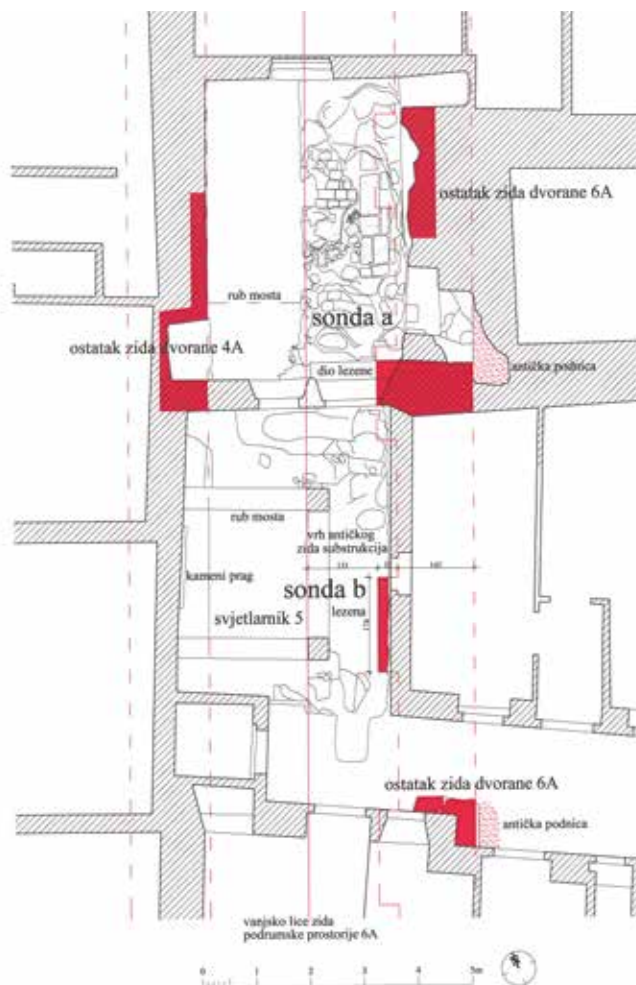 ostatak zida dvorane 6A
rub mosta
sonda a
ostatak zida dvorane 4A
dio lezene
antička podnica
rub mosta
vrh antičkog
zida substrukcija
kameni prag
sonda b
lezena
svjetlarnik 5
ostatak zida dvorane 6A
antička podnica
vanjsko lice zida
podrumske prostorije 6A
0 1 2 3 4 5m